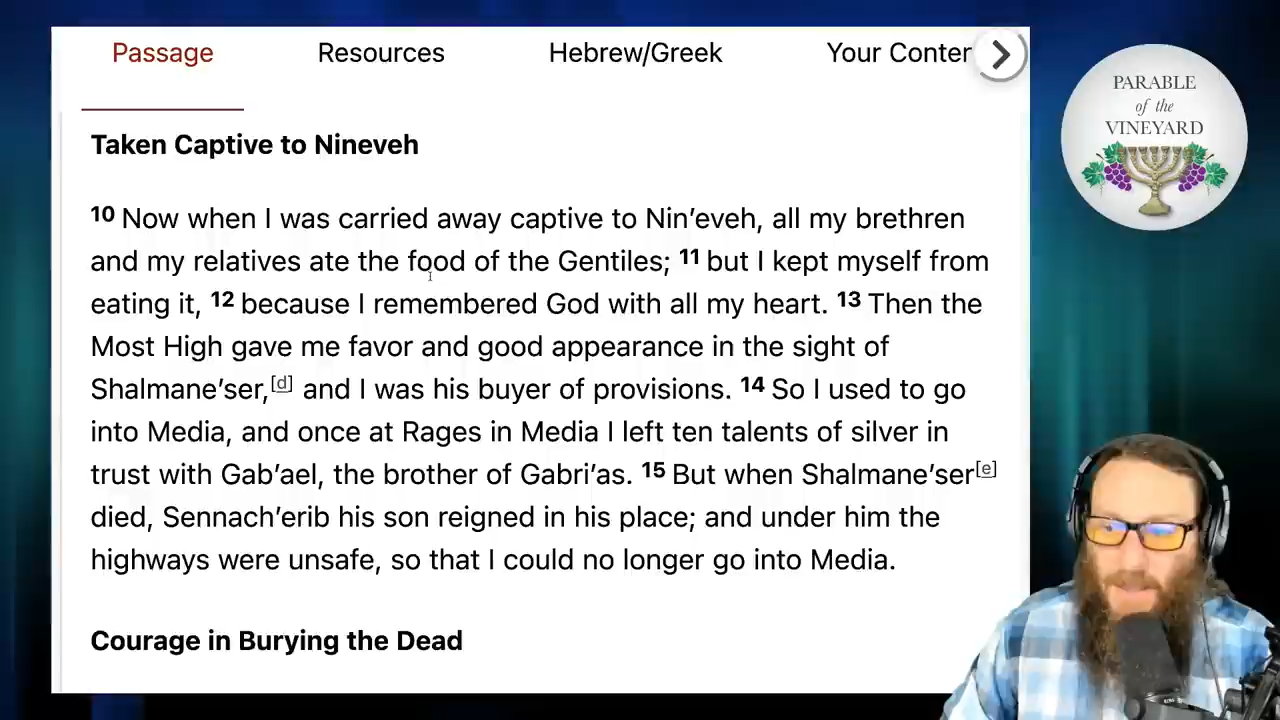 Passage Resources Hebrew/Greek Your Conten
Taken Captive to Nineveh
10 Now when I was carried away captive to Nin’eveh, all my brethren
and my relatives ate the food of the Gentiles; 11 but I kept myself from
eating it, 12 because I remembered God with all my heart. 13 Then the
Most High gave me favor and good appearance in the sight of
Shalmane’ser,[d] and I was his buyer of provisions. 14 So I used to go
into Media, and once at Rages in Media I left ten talents of silver in
trust with Gab’ael, the brother of Gabri’as. 15 But when Shalmane’ser[e]
died, Sennach’erib his son reigned in his place; and under him the
highways were unsafe, so that I could no longer go into Media.
Courage in Burying the Dead
PARABLE
of the
VINEYARD